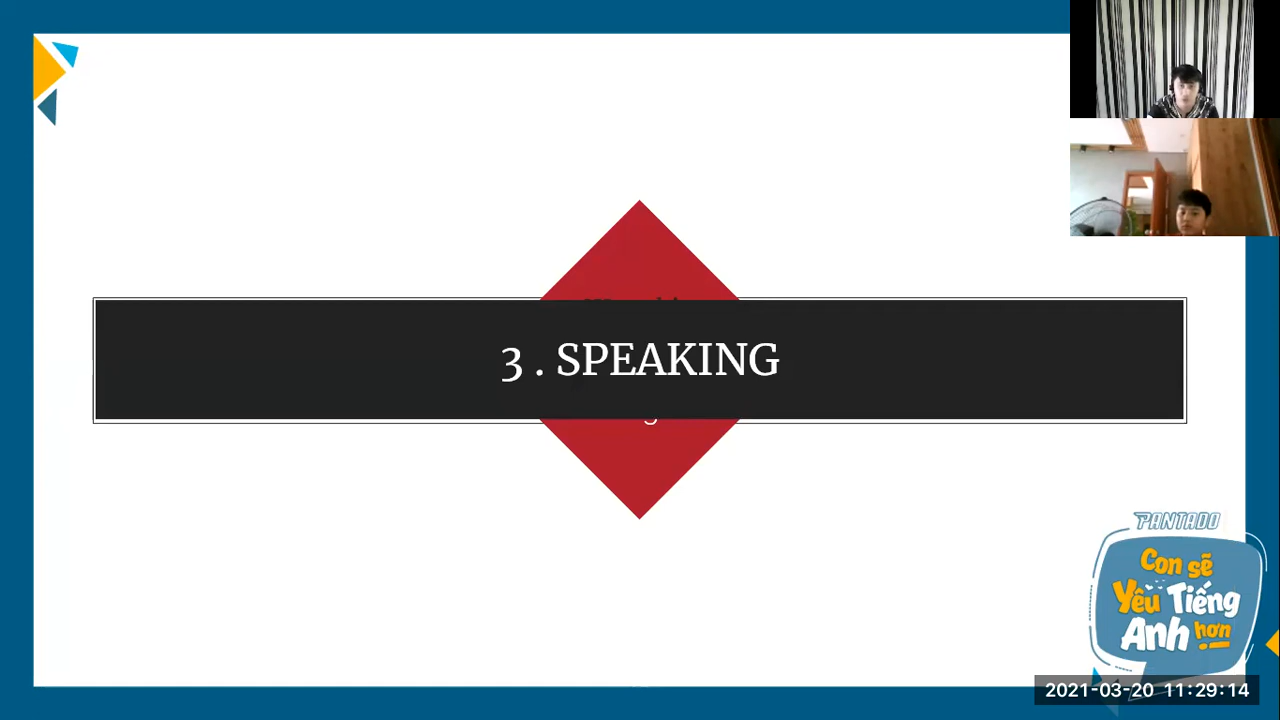 3 . SPEAKING
PANTADO
Con sẽ
Yêu Tiếng
Anh hơn
2021-03-20 11:29:14